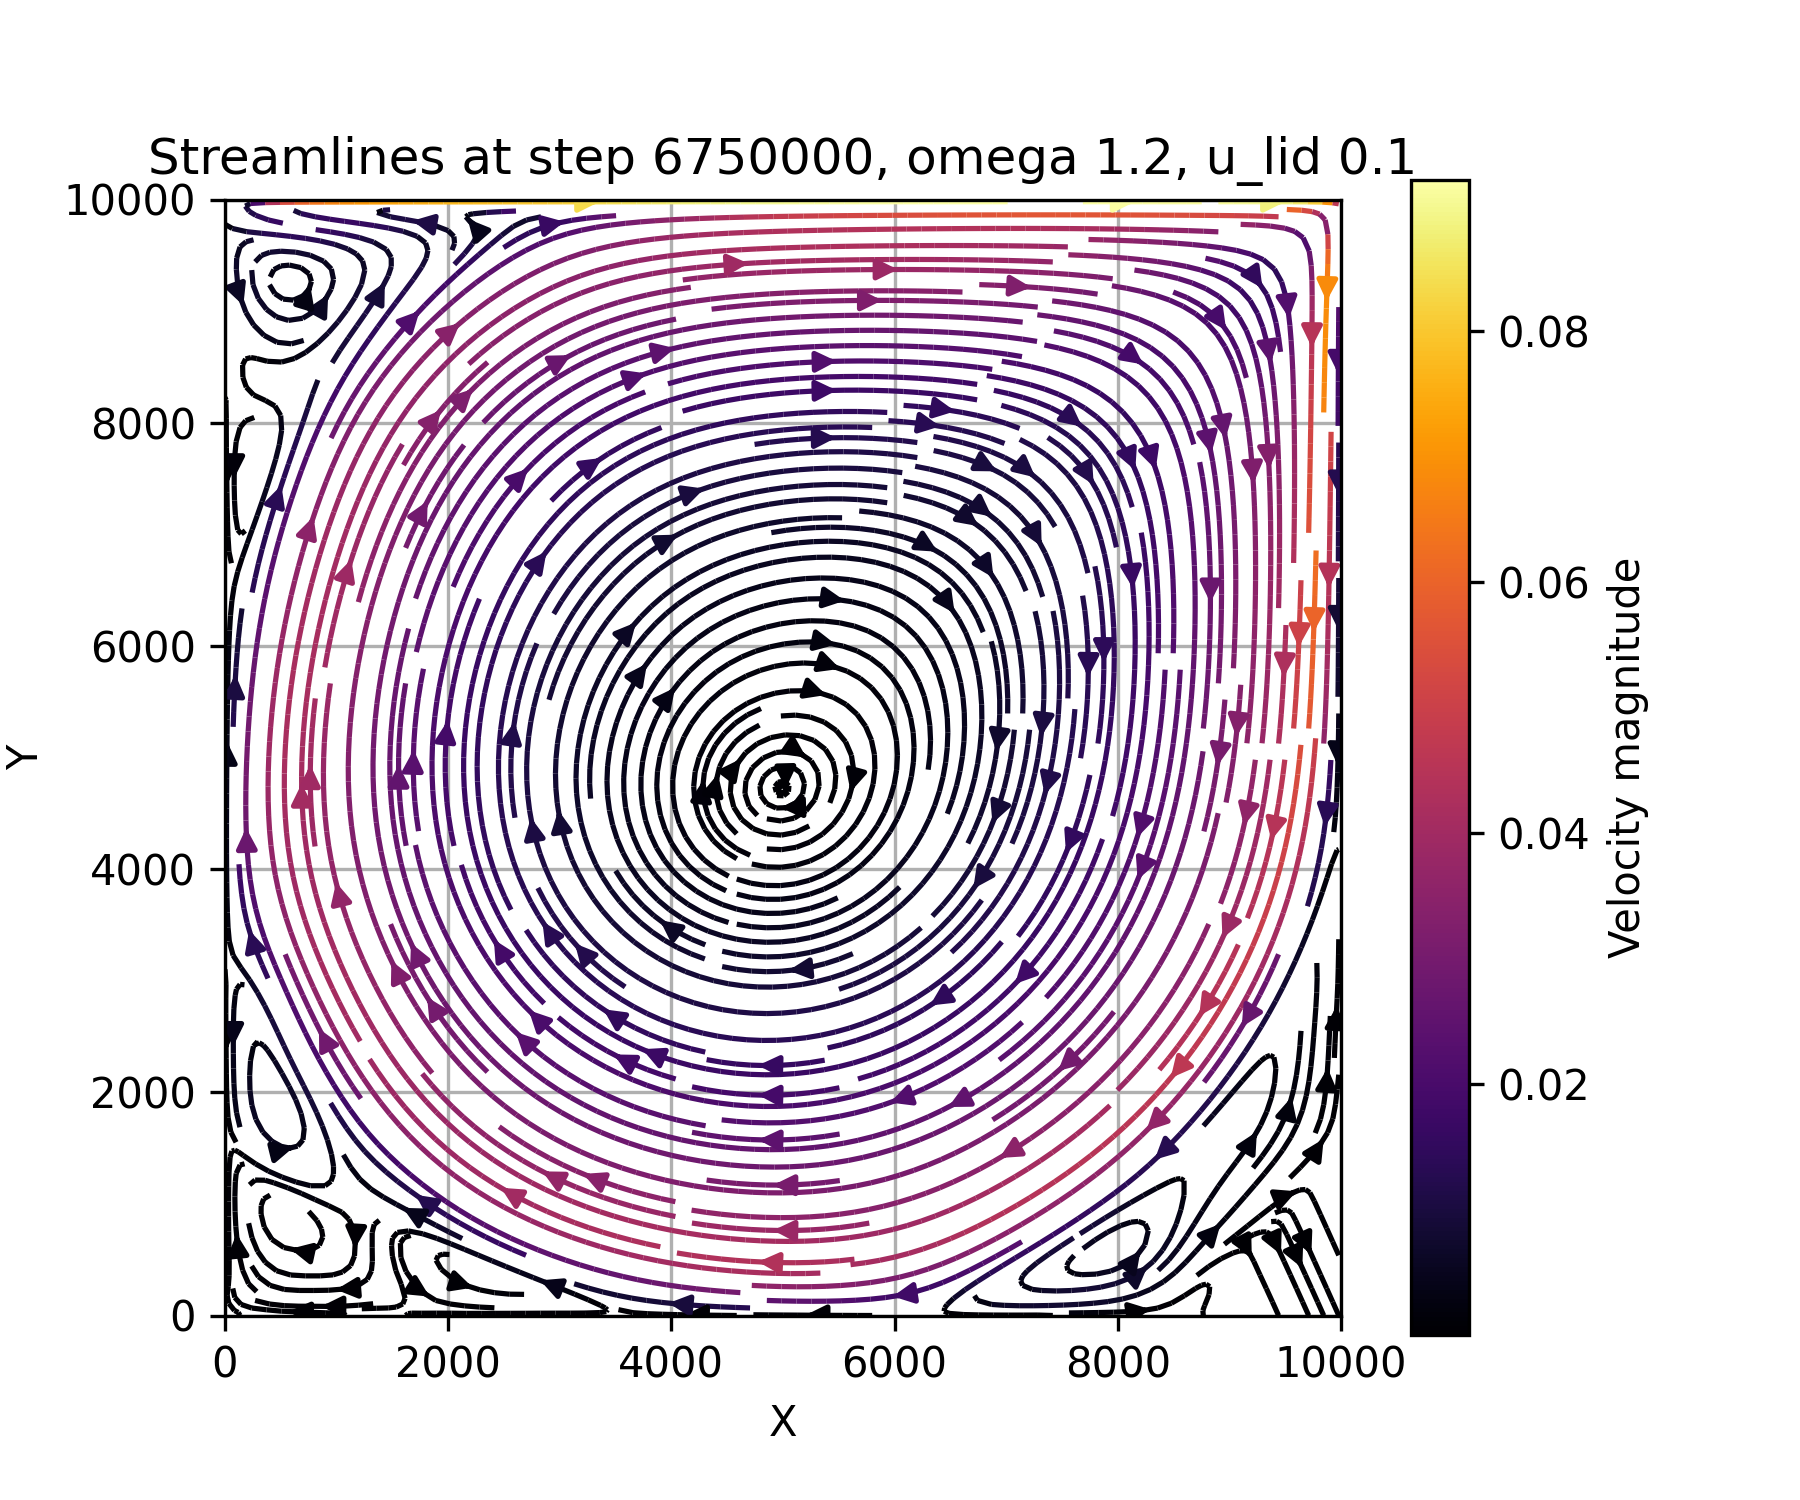 Streamlines at step 6750000, omega 1.2, u_lid 0.1
10000
8000
6000
4000
2000
0
Y
0 2000 4000 6000 8000 10000
X
0.08
0.06
0.04
0.02
Velocity magnitude